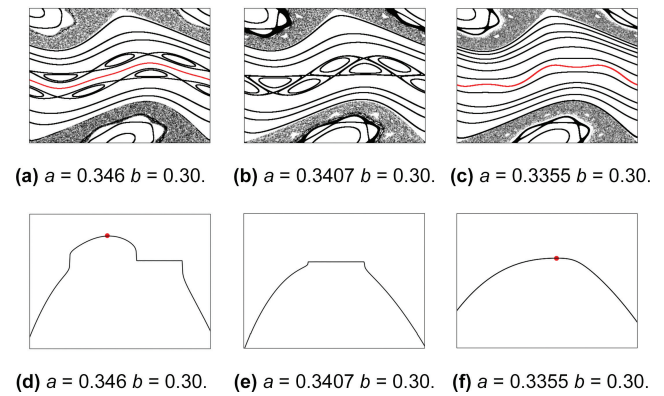 (a) a = 0.346 b = 0.30.
(b) a = 0.3407 b = 0.30.
(c) a = 0.3355 b = 0.30.
(d) a = 0.346 b = 0.30.
(e) a = 0.3407 b = 0.30.
(f) a = 0.3355 b = 0.30.